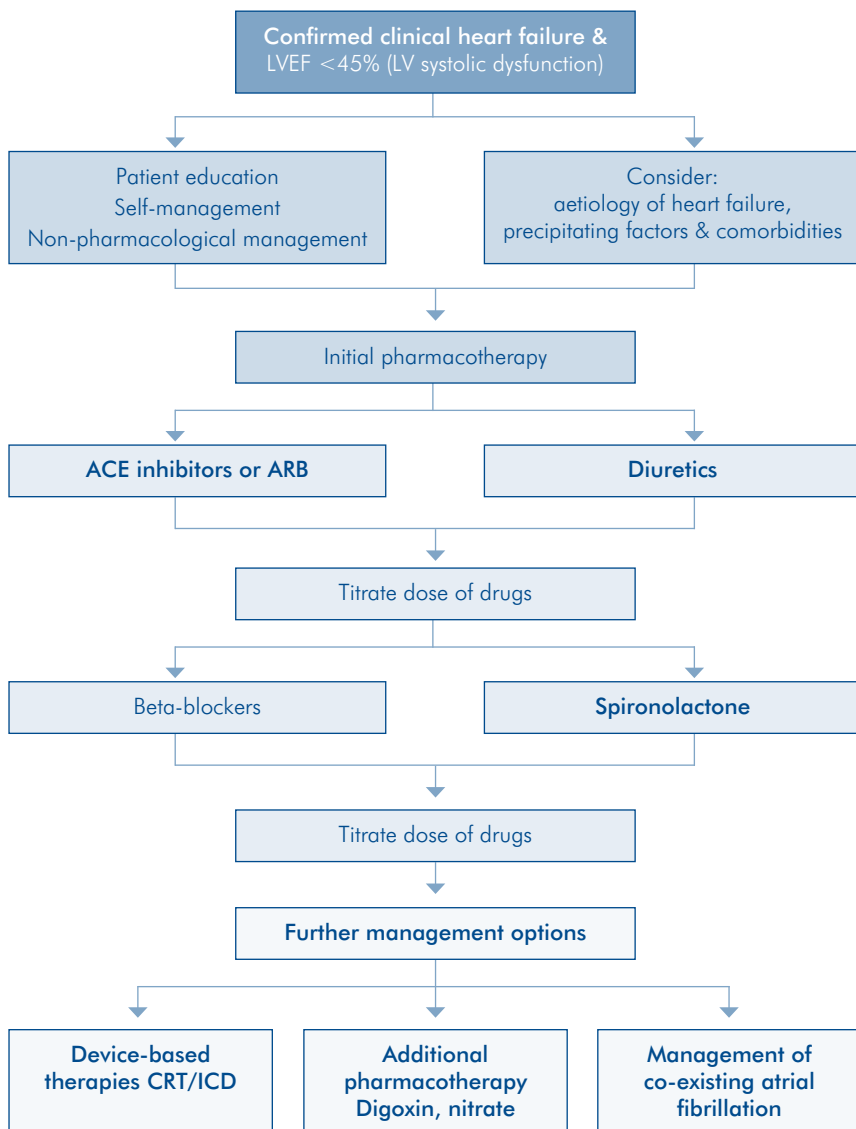 Confirmed clinical heart failure &
LVEF <45% (LV systolic dysfunction)
Patient education
Self-management
Non-pharmacological management
Consider:
aetiology of heart failure,
precipitating factors & comorbidities
Initial pharmacotherapy
ACE inhibitors or ARB
Diuretics
Titrate dose of drugs
Beta-blockers
Spironolactone
Titrate dose of drugs
Further management options
Device-based
therapies CRT/ICD
Additional
pharmacotherapy
Digoxin, nitrate
Management of
co-existing atrial
fibrillation